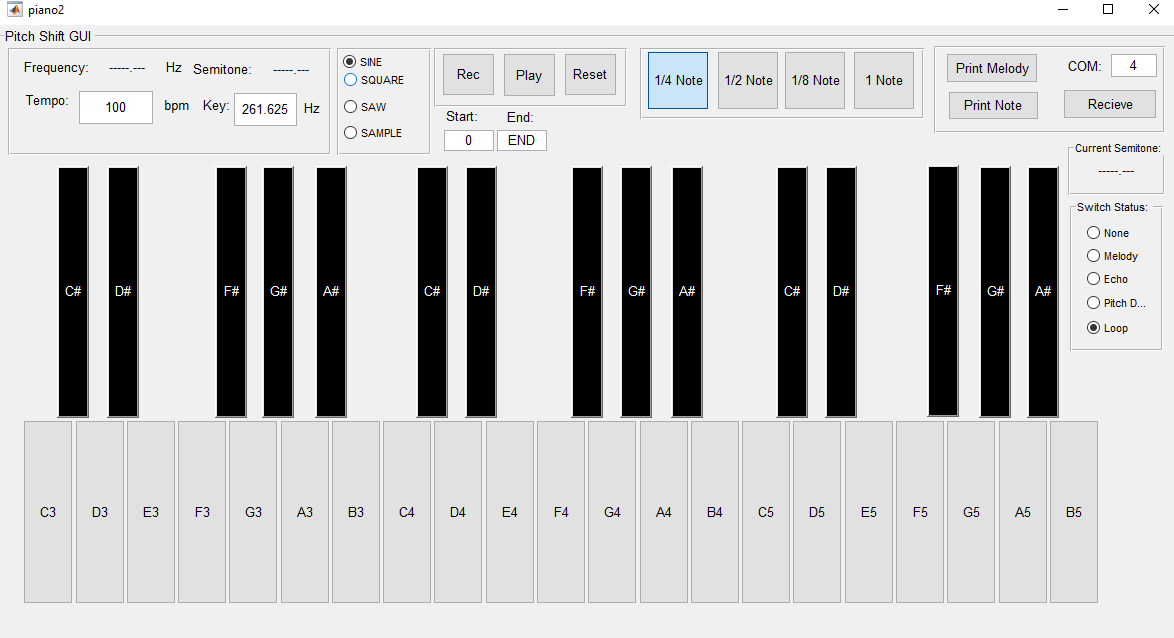 piano2
Pitch Shift GUI
Frequency: -----.--- Hz Semitone: -----.---
Tempo: 100 bpm Key: 261.625 Hz
SINE
SQUARE
SAW
SAMPLE
Rec Play Reset
Start: End:
0 END
1/4 Note 1/2 Note 1/8 Note 1 Note
Print Melody COM: 4
Print Note Recieve
Current Semitone:
-----.---
Switch Status:
None
Melody
Echo
Pitch D...
Loop
C# D# F# G# A# C# D# F# G# A# C# D# F# G# A#
C3 D3 E3 F3 G3 A3 B3 C4 D4 E4 F4 G4 A4 B4 C5 D5 E5 F5 G5 A5 B5